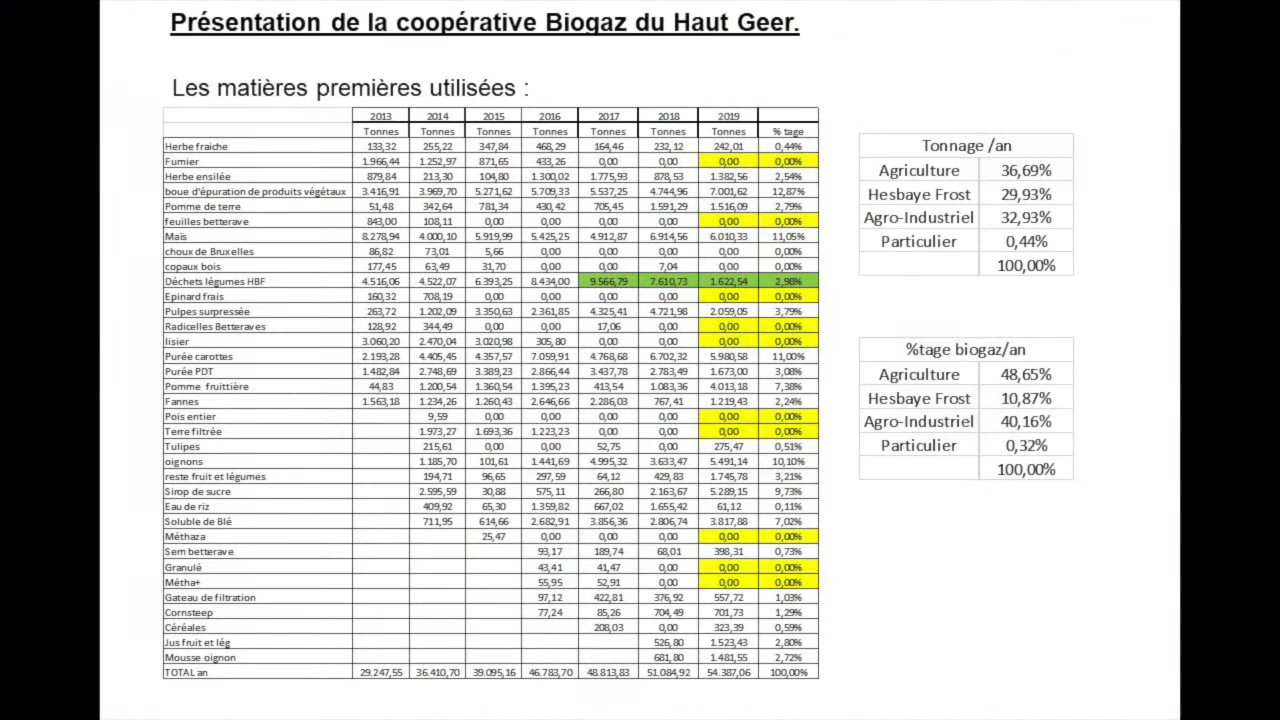 Présentation de la coopérative Biogaz du Haut Geer.
Les matières premières utilisées :
2013 2014 2015 2016 2017 2018 2019
Tonnes Tonnes Tonnes Tonnes Tonnes Tonnes Tonnes % tage
Herbe fraiche 133,32 255,22 347,84 468,29 164,46 232,12 242,01 0,44%
Fumier 1.966,44 1.252,97 871,65 433,26 0,00 0,00 0,00 0,00%
Herbe ensilée 879,84 213,30 104,80 1.300,02 1.775,93 878,53 1.382,56 2,54%
boue d'épuration de produits végétaux 3.416,91 3.969,70 5.271,62 5.709,33 5.537,25 4.744,96 7.001,62 12,87%
Pomme de terre 51,48 342,64 781,34 430,42 705,45 1.591,29 1.516,09 2,79%
feuilles betterave 843,00 108,11 0,00 0,00 0,00 0,00 0,00 0,00%
Maïs 8.278,94 4.000,10 5.919,99 5.425,25 4.912,87 6.914,56 6.010,33 11,05%
choux de Bruxelles 86,82 73,01 5,66 0,00 0,00 0,00 0,00 0,00%
copaux bois 177,45 63,49 31,70 0,00 0,00 7,04 0,00 0,00%
Déchets légumes HBF 4.516,06 4.522,07 6.393,25 8.434,00 9.566,79 7.610,73 1.622,54 2,98%
Epinard frais 160,32 708,19 0,00 0,00 0,00 0,00 0,00 0,00%
Pulpes surpressée 263,72 1.202,09 3.350,63 2.361,85 4.325,41 4.721,98 2.059,05 3,79%
Radicelles Betteraves 128,92 344,49 0,00 0,00 17,06 0,00 0,00 0,00%
lisier 3.060,20 2.470,04 3.020,98 305,80 0,00 0,00 0,00 0,00%
Purée carottes 2.193,28 4.405,45 4.357,57 7.059,91 4.768,68 6.702,32 5.980,58 11,00%
Purée PDT 1.482,84 2.748,69 3.389,23 2.866,44 3.437,78 2.783,49 1.673,00 3,08%
Pomme fruittière 44,83 1.200,54 1.360,54 1.395,23 413,54 1.083,36 4.013,18 7,38%
Fannes 1.563,18 1.234,26 1.260,43 2.646,66 2.286,03 767,41 1.219,43 2,24%
Pois entier 9,59 0,00 0,00 0,00 0,00 0,00 0,00%
Terre filtrée 1.973,27 1.693,36 1.223,23 0,00 0,00 0,00 0,00%
Tulipes 215,61 0,00 0,00 52,75 0,00 275,47 0,51%
oignons 1.185,70 101,61 1.441,69 4.995,32 3.633,47 5.491,14 10,10%
reste fruit et légumes 194,71 96,65 297,59 64,12 429,83 1.745,78 3,21%
Sirop de sucre 2.595,59 30,88 575,11 266,80 2.163,67 5.289,15 9,73%
Eau de riz 409,92 65,30 1.359,82 667,02 1.655,42 61,12 0,11%
Soluble de Blé 711,95 614,66 2.682,91 3.856,36 2.806,74 3.817,88 7,02%
Méthaza 25,47 0,00 0,00 0,00 0,00 0,00%
Sem betterave 93,17 189,74 68,01 398,31 0,73%
Granulé 43,41 41,47 0,00 0,00 0,00%
Métha+ 55,95 52,91 0,00 0,00 0,00%
Gateau de filtration 97,12 422,81 376,92 557,72 1,03%
Cornsteep 77,24 85,26 704,49 701,73 1,29%
Céréales 208,03 0,00 323,39 0,59%
Jus fruit et lég 526,80 1.523,43 2,80%
Mousse oignon 681,80 1.481,55 2,72%
TOTAL an 29.247,55 36.410,70 39.095,16 46.783,70 48.813,83 51.084,92 54.387,06 100,00%
Tonnage /an
Agriculture 36,69%
Hesbaye Frost 29,93%
Agro-Industriel 32,93%
Particulier 0,44%
100,00%
%tage biogaz/an
Agriculture 48,65%
Hesbaye Frost 10,87%
Agro-Industriel 40,16%
Particulier 0,32%
100,00%